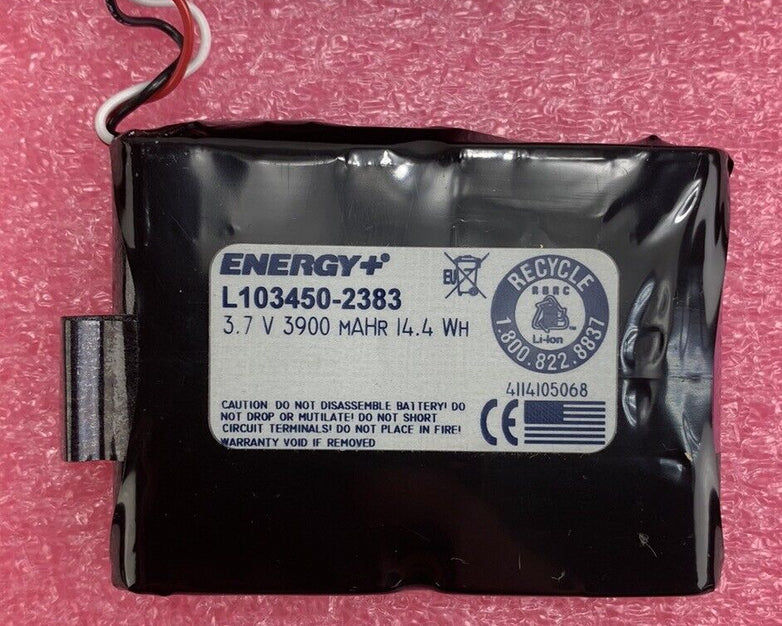 ENERGY+
L103450-2383
3.7 V 3900 MAHR 14.4 WH
EU
RECYCLE
RBRC
Li-Ion
1.800.822.8837
4114105068
CAUTION DO NOT DISASSEMBLE BATTERY! DO
NOT DROP OR MUTILATE! DO NOT SHORT
CIRCUIT TERMINALS! DO NOT PLACE IN FIRE!
WARRANTY VOID IF REMOVED
CE